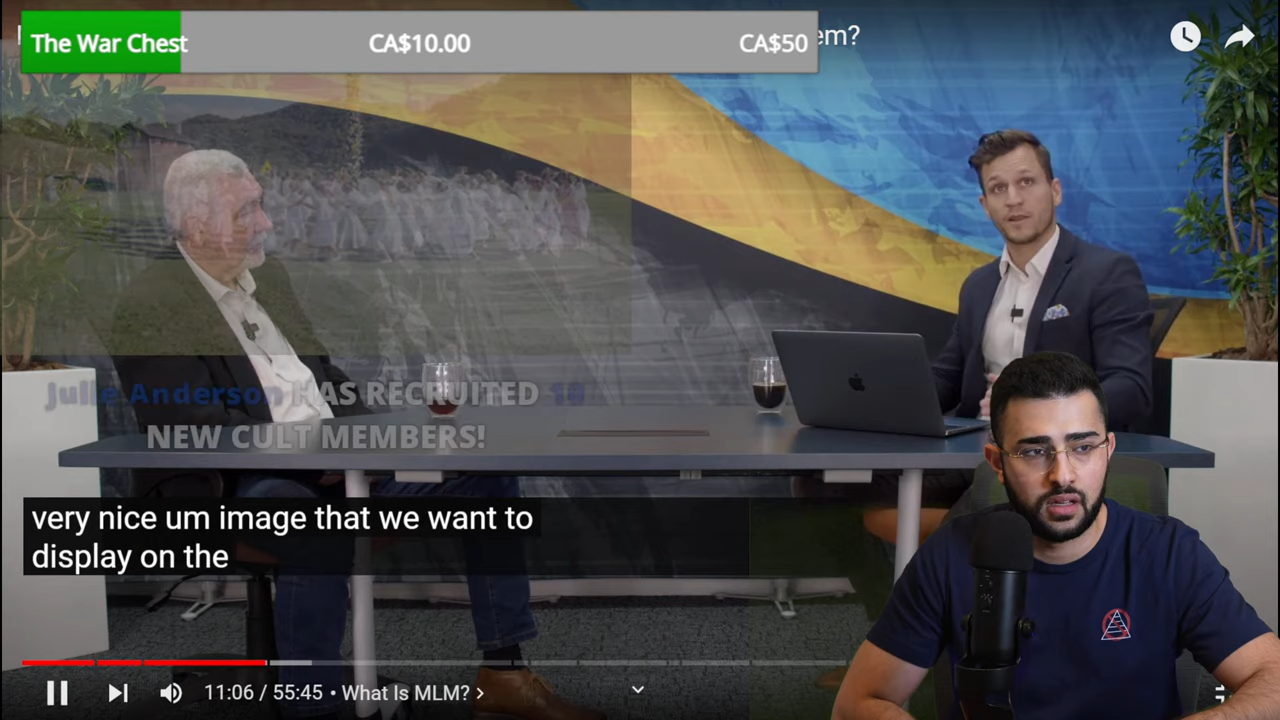 The War Chest CA$10.00 CA$50
em?
Julie Anderson HAS RECRUITED 10
NEW CULT MEMBERS!
very nice um image that we want to
display on the
11:06 / 55:45 • What Is MLM? ›